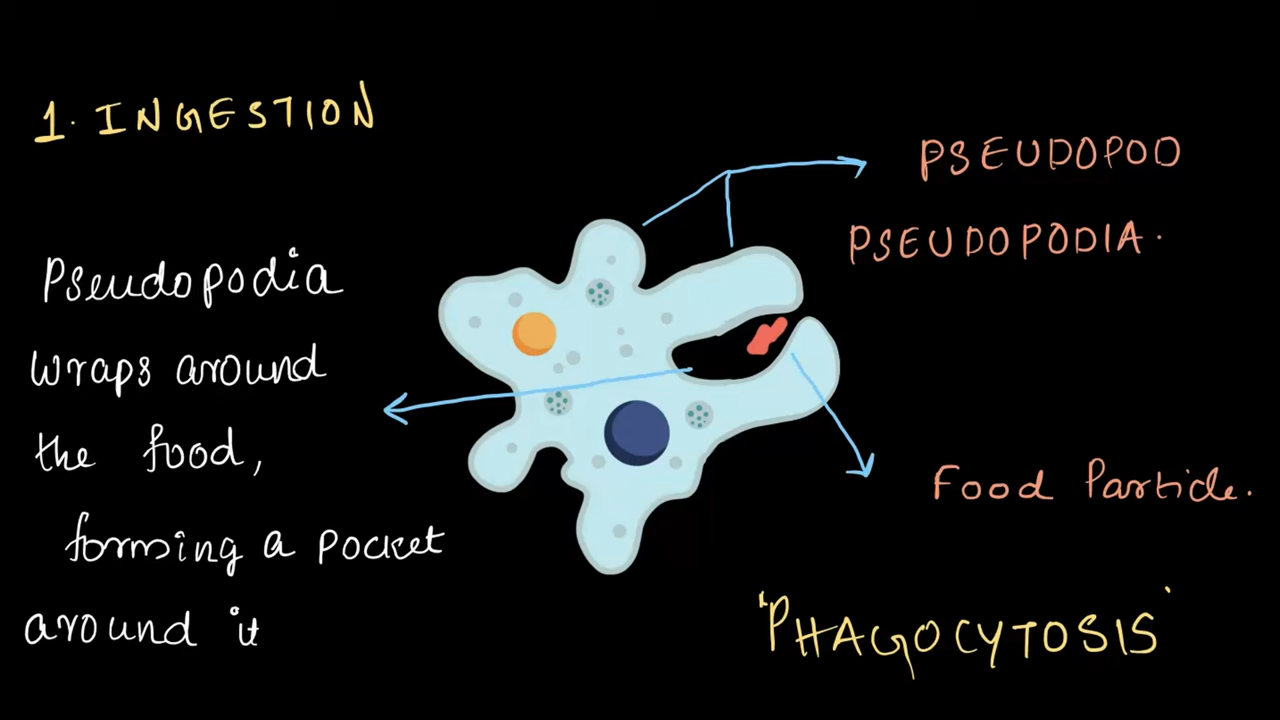 1. INGESTION
Pseudopodia
wraps around
the food,
forming a pocket
around it
PSEUDOPOD
PSEUDOPODIA.
Food Particle.
'PHAGOCYTOSIS'